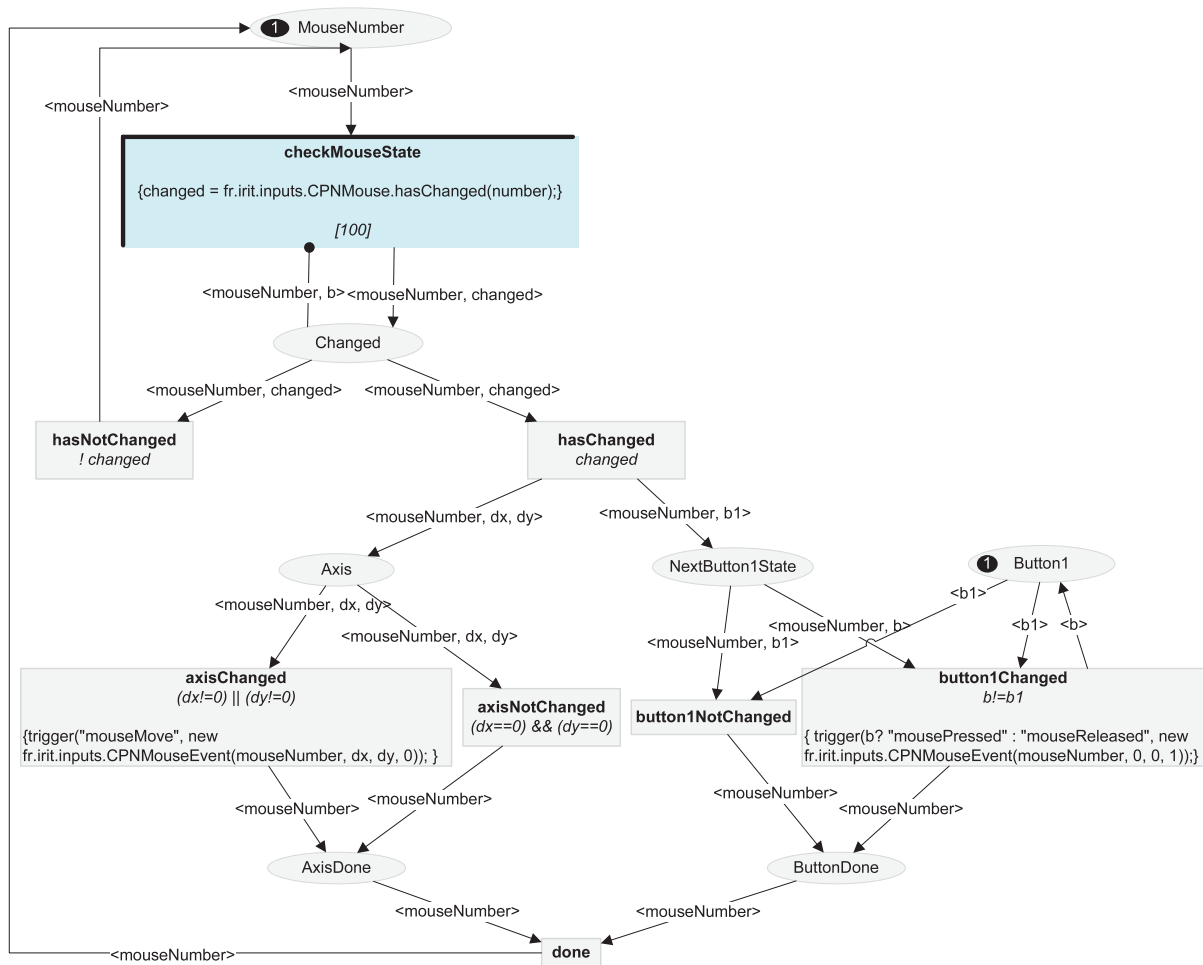 1 MouseNumber
<mouseNumber>
<mouseNumber>
checkMouseState
{changed = fr.irit.inputs.CPNMouse.hasChanged(number);}
[100]
<mouseNumber, b>
<mouseNumber, changed>
Changed
<mouseNumber, changed>
<mouseNumber, changed>
hasNotChanged
! changed
hasChanged
changed
<mouseNumber, dx, dy>
<mouseNumber, b1>
Axis
NextButton1State
1 Button1
<mouseNumber, dx, dy>
<mouseNumber, dx, dy>
<mouseNumber, b1>
<mouseNumber, b>
<b1>
<b1>
<b>
axisChanged
(dx!=0) || (dy!=0)
{trigger("mouseMove", new
fr.irit.inputs.CPNMouseEvent(mouseNumber, dx, dy, 0)); }
axisNotChanged
(dx==0) && (dy==0)
button1NotChanged
button1Changed
b!=b1
{ trigger(b? "mousePressed" : "mouseReleased", new
fr.irit.inputs.CPNMouseEvent(mouseNumber, 0, 0, 1));}
<mouseNumber>
<mouseNumber>
<mouseNumber>
<mouseNumber>
AxisDone
ButtonDone
<mouseNumber>
<mouseNumber>
done
<mouseNumber>